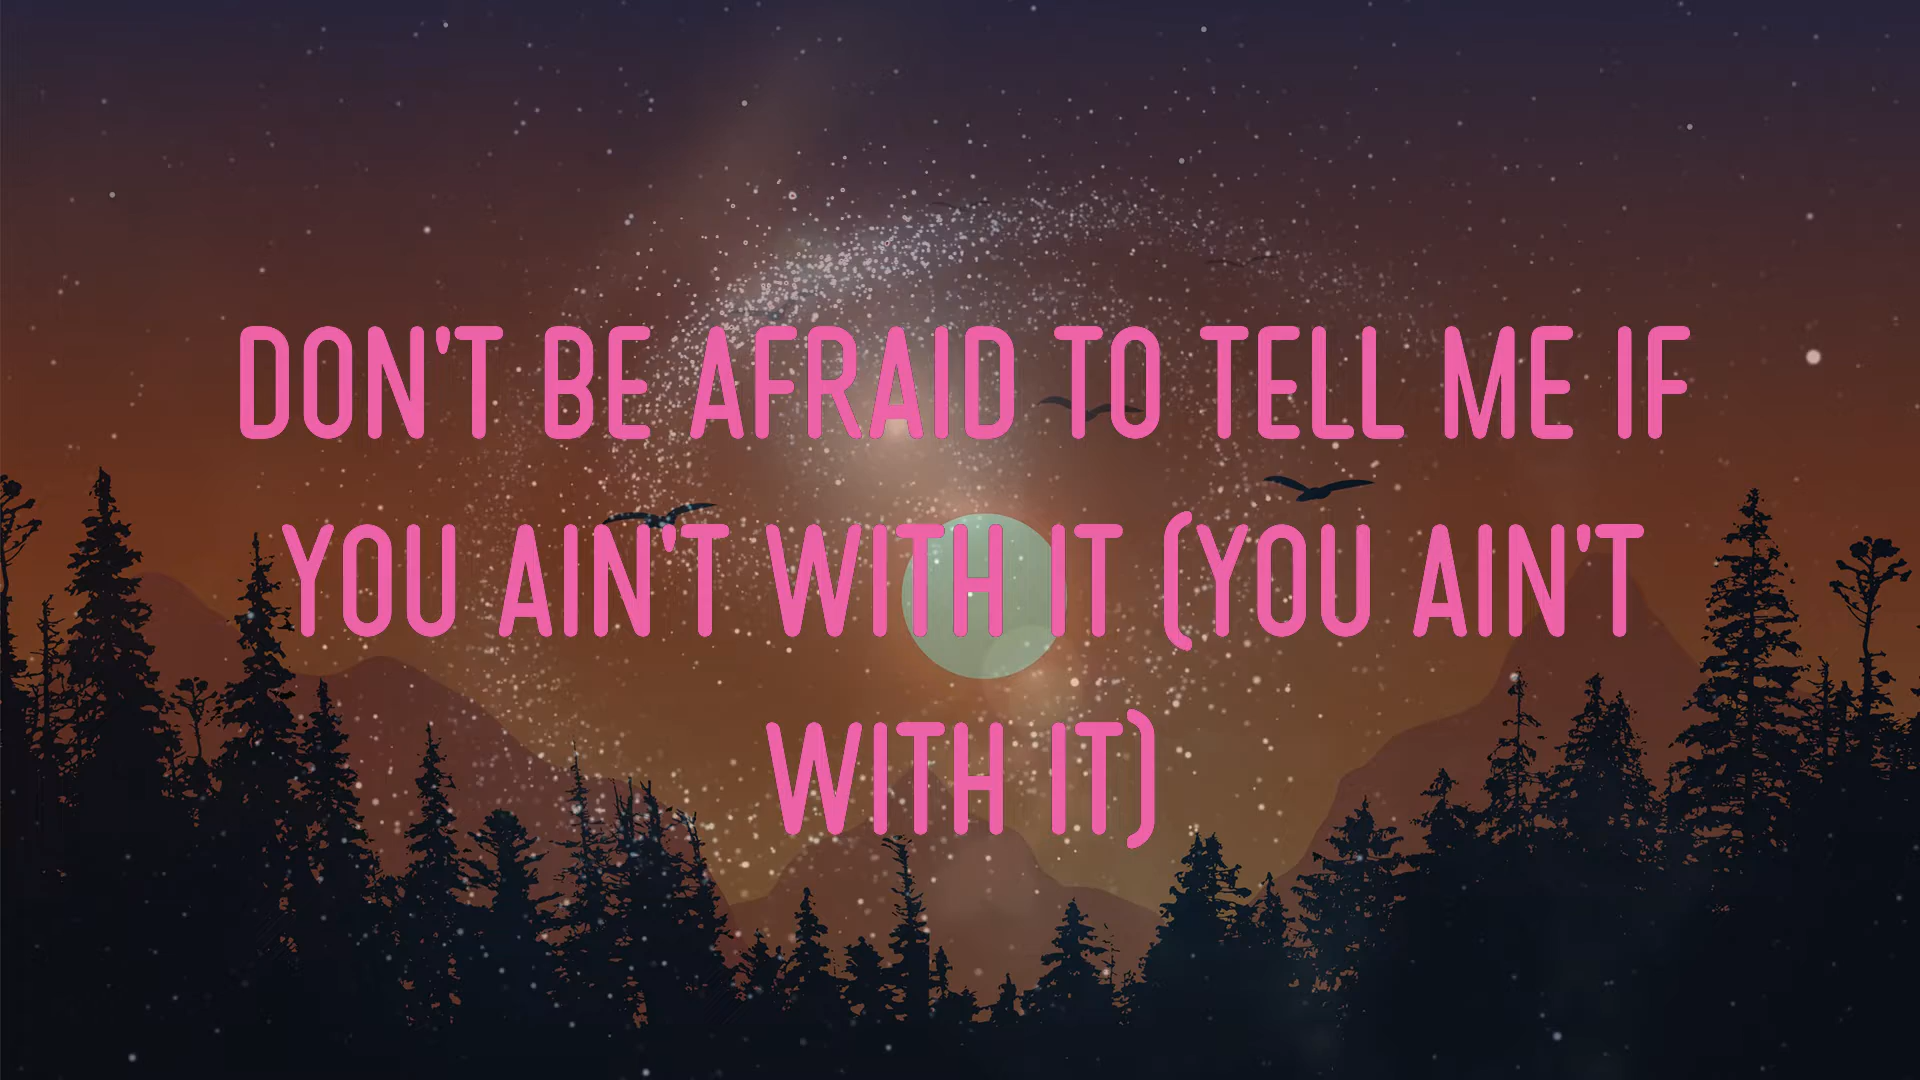 DON'T BE AFRAID TO TELL ME IF
YOU AIN'T WITH IT (YOU AIN'T
WITH IT)